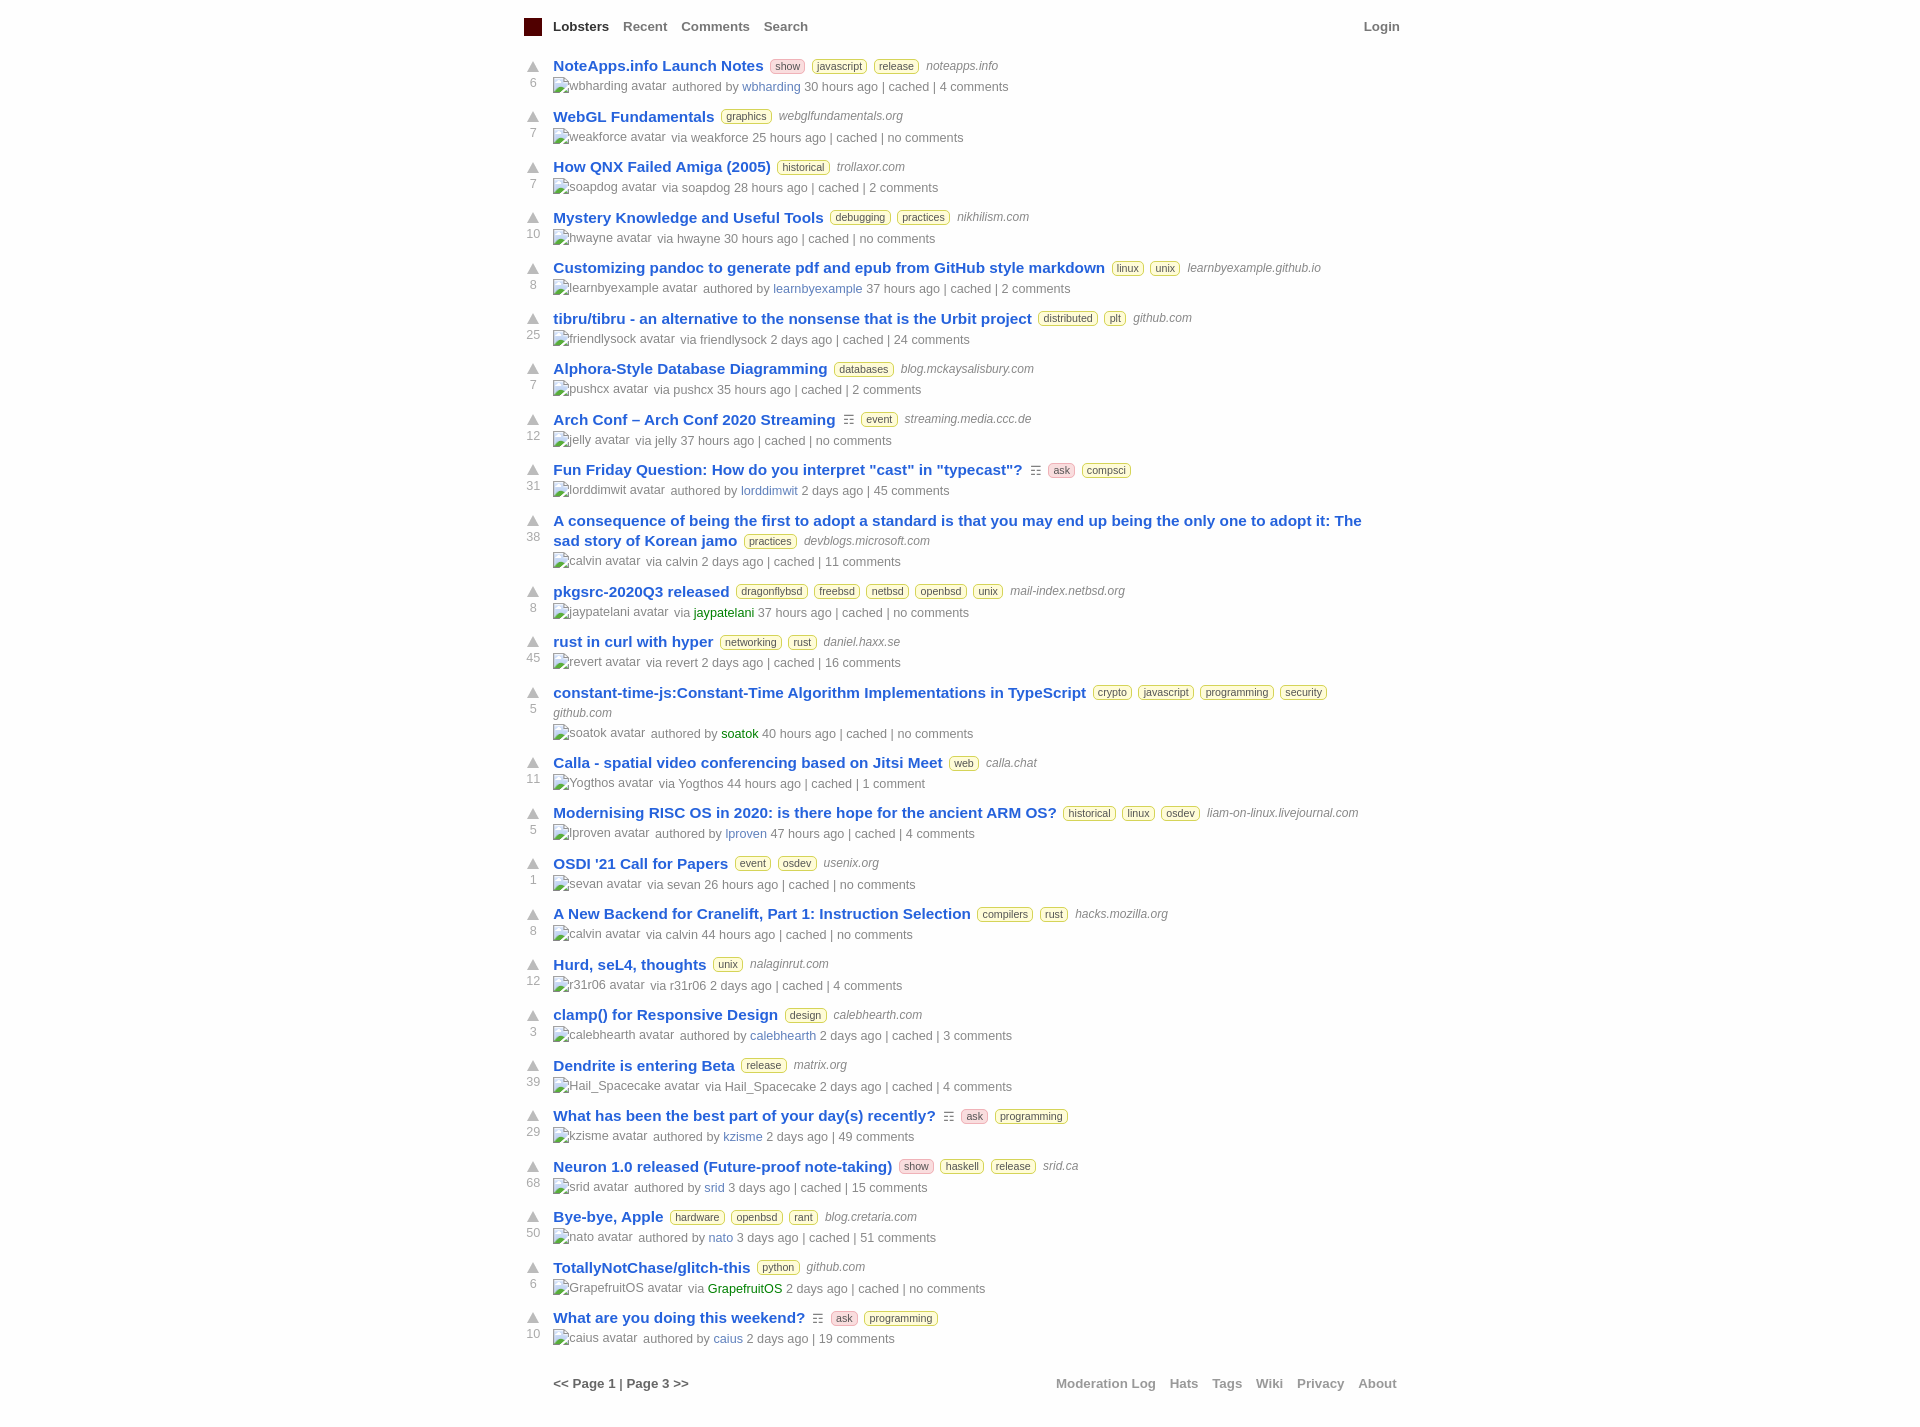 Lobsters Recent Comments Search Login
NoteApps.info Launch Notes show javascript release noteapps.info
6
wbharding avatar authored by wbharding 30 hours ago | cached | 4 comments
WebGL Fundamentals graphics webglfundamentals.org
7
weakforce avatar via weakforce 25 hours ago | cached | no comments
How QNX Failed Amiga (2005) historical trollaxor.com
7
soapdog avatar via soapdog 28 hours ago | cached | 2 comments
Mystery Knowledge and Useful Tools debugging practices nikhilism.com
10
hwayne avatar via hwayne 30 hours ago | cached | no comments
Customizing pandoc to generate pdf and epub from GitHub style markdown linux unix learnbyexample.github.io
8
learnbyexample avatar authored by learnbyexample 37 hours ago | cached | 2 comments
tibru/tibru - an alternative to the nonsense that is the Urbit project distributed plt github.com
25
friendlysock avatar via friendlysock 2 days ago | cached | 24 comments
Alphora-Style Database Diagramming databases blog.mckaysalisbury.com
7
pushcx avatar via pushcx 35 hours ago | cached | 2 comments
Arch Conf – Arch Conf 2020 Streaming ☶ event streaming.media.ccc.de
12
jelly avatar via jelly 37 hours ago | cached | no comments
Fun Friday Question: How do you interpret "cast" in "typecast"? ☶ ask compsci
31
lorddimwit avatar authored by lorddimwit 2 days ago | 45 comments
A consequence of being the first to adopt a standard is that you may end up being the only one to adopt it: The
38
sad story of Korean jamo practices devblogs.microsoft.com
calvin avatar via calvin 2 days ago | cached | 11 comments
pkgsrc-2020Q3 released dragonflybsd freebsd netbsd openbsd unix mail-index.netbsd.org
8
jaypatelani avatar via jaypatelani 37 hours ago | cached | no comments
rust in curl with hyper networking rust daniel.haxx.se
45
revert avatar via revert 2 days ago | cached | 16 comments
constant-time-js:Constant-Time Algorithm Implementations in TypeScript crypto javascript programming security
5
github.com
soatok avatar authored by soatok 40 hours ago | cached | no comments
Calla - spatial video conferencing based on Jitsi Meet web calla.chat
11
Yogthos avatar via Yogthos 44 hours ago | cached | 1 comment
Modernising RISC OS in 2020: is there hope for the ancient ARM OS? historical linux osdev liam-on-linux.livejournal.com
5
lproven avatar authored by lproven 47 hours ago | cached | 4 comments
OSDI '21 Call for Papers event osdev usenix.org
1
sevan avatar via sevan 26 hours ago | cached | no comments
A New Backend for Cranelift, Part 1: Instruction Selection compilers rust hacks.mozilla.org
8
calvin avatar via calvin 44 hours ago | cached | no comments
Hurd, seL4, thoughts unix nalaginrut.com
12
r31r06 avatar via r31r06 2 days ago | cached | 4 comments
clamp() for Responsive Design design calebhearth.com
3
calebhearth avatar authored by calebhearth 2 days ago | cached | 3 comments
Dendrite is entering Beta release matrix.org
39
Hail_Spacecake avatar via Hail_Spacecake 2 days ago | cached | 4 comments
What has been the best part of your day(s) recently? ☶ ask programming
29
kzisme avatar authored by kzisme 2 days ago | 49 comments
Neuron 1.0 released (Future-proof note-taking) show haskell release srid.ca
68
srid avatar authored by srid 3 days ago | cached | 15 comments
Bye-bye, Apple hardware openbsd rant blog.cretaria.com
50
nato avatar authored by nato 3 days ago | cached | 51 comments
TotallyNotChase/glitch-this python github.com
6
GrapefruitOS avatar via GrapefruitOS 2 days ago | cached | no comments
What are you doing this weekend? ☶ ask programming
10
caius avatar authored by caius 2 days ago | 19 comments
<< Page 1 | Page 3 >> Moderation Log Hats Tags Wiki Privacy About